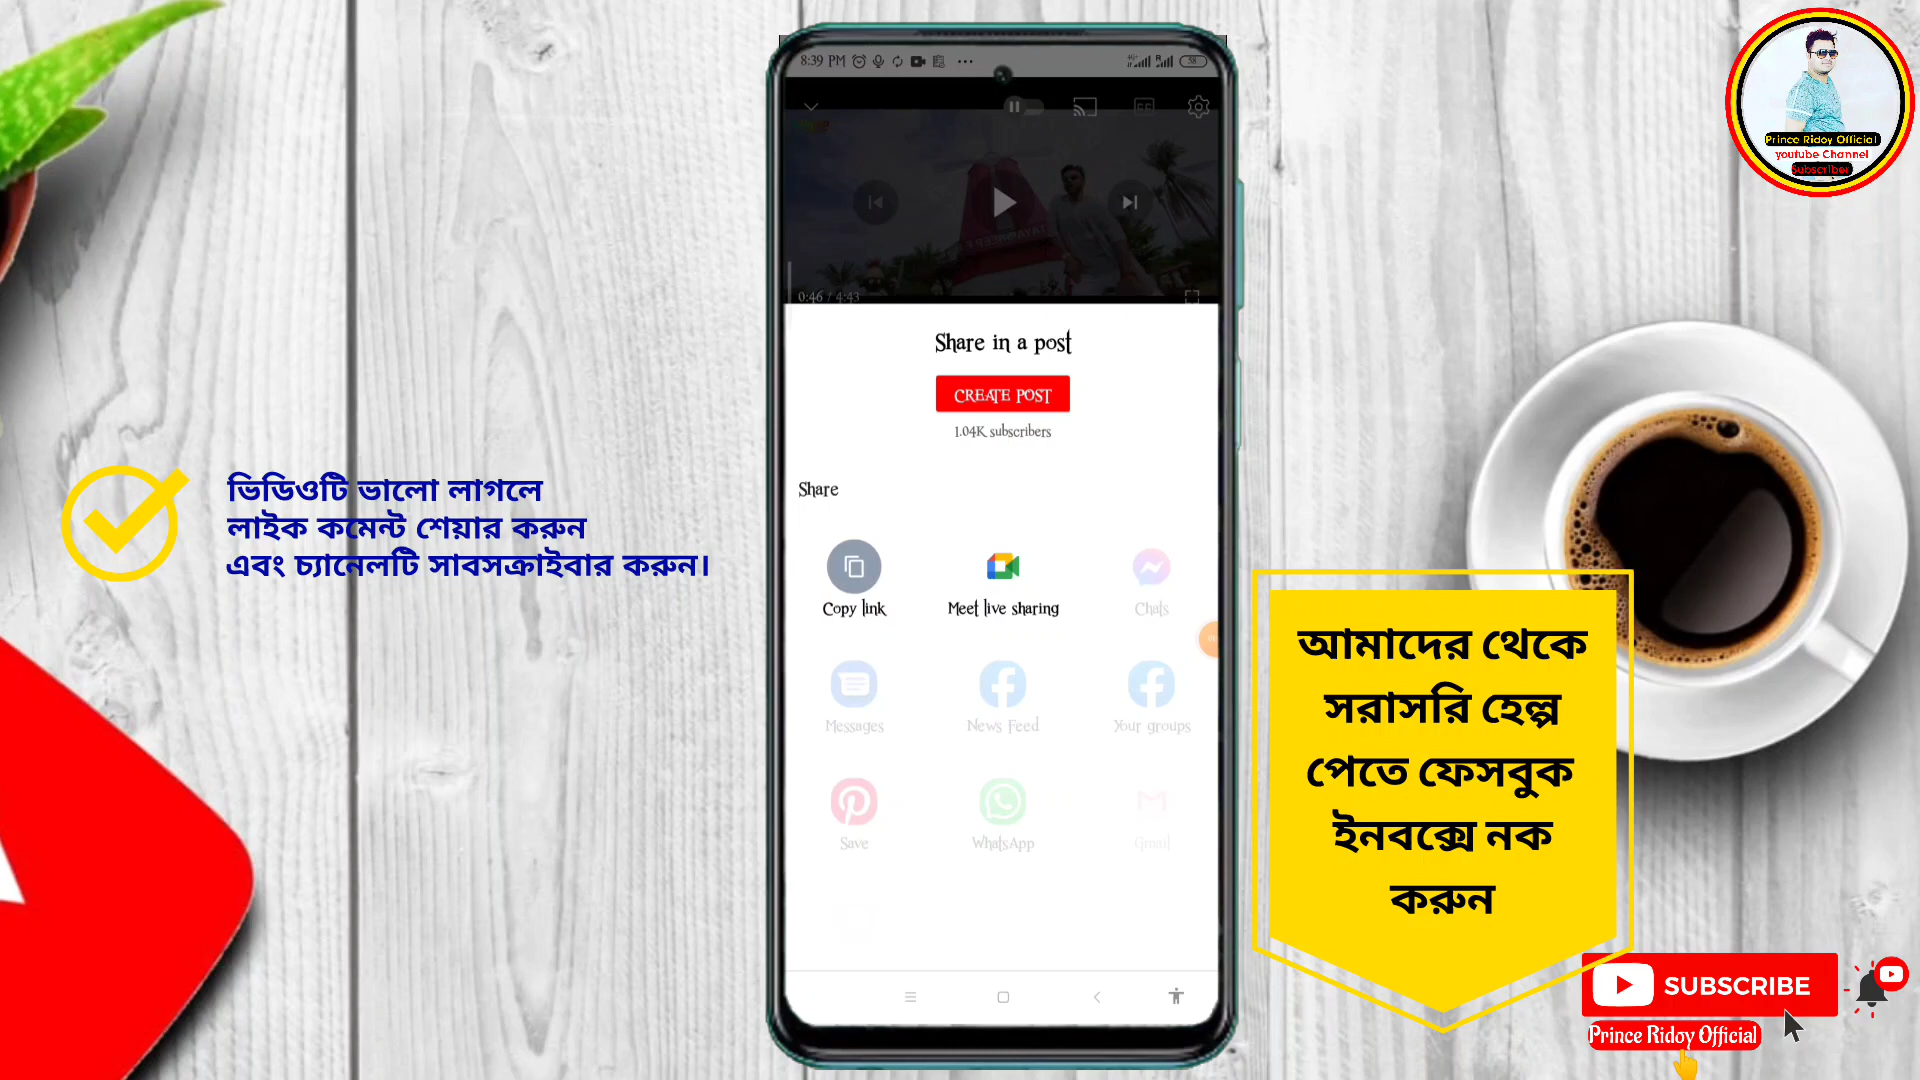 8:39 PM
58
0:46 / 4:43
Share in a post
CREATE POST
1.04K subscribers
Share
Copy link
Meet live sharing
Chats
Messages
News Feed
Your groups
Save
WhatsApp
Gmail
ভিডিওটি ভালো লাগলে
লাইক কমেন্ট শেয়ার করুন
এবং চ্যানেলটি সাবসক্রাইবার করুন।
Prince Ridoy Official
youtube Channel
Subscriber
আমাদের থেকে
সরাসরি হেল্প
পেতে ফেসবুক
ইনবক্সে নক
করুন
SUBSCRIBE
Prince Ridoy Official